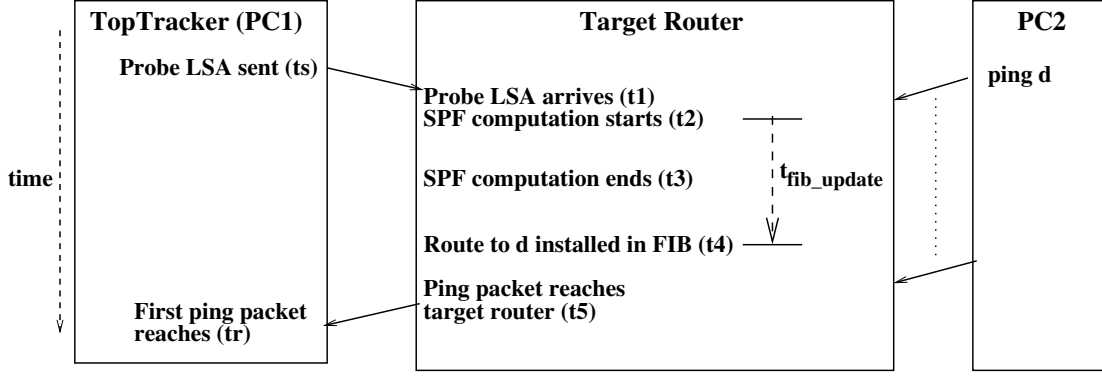 TopTracker (PC1)
Target Router
PC2
Probe LSA sent (ts)
ping d
Probe LSA arrives (t1)
SPF computation starts (t2)
time
SPF computation ends (t3)
t_fib_update
Route to d installed in FIB (t4)
Ping packet reaches
target router (t5)
First ping packet
reaches (tr)